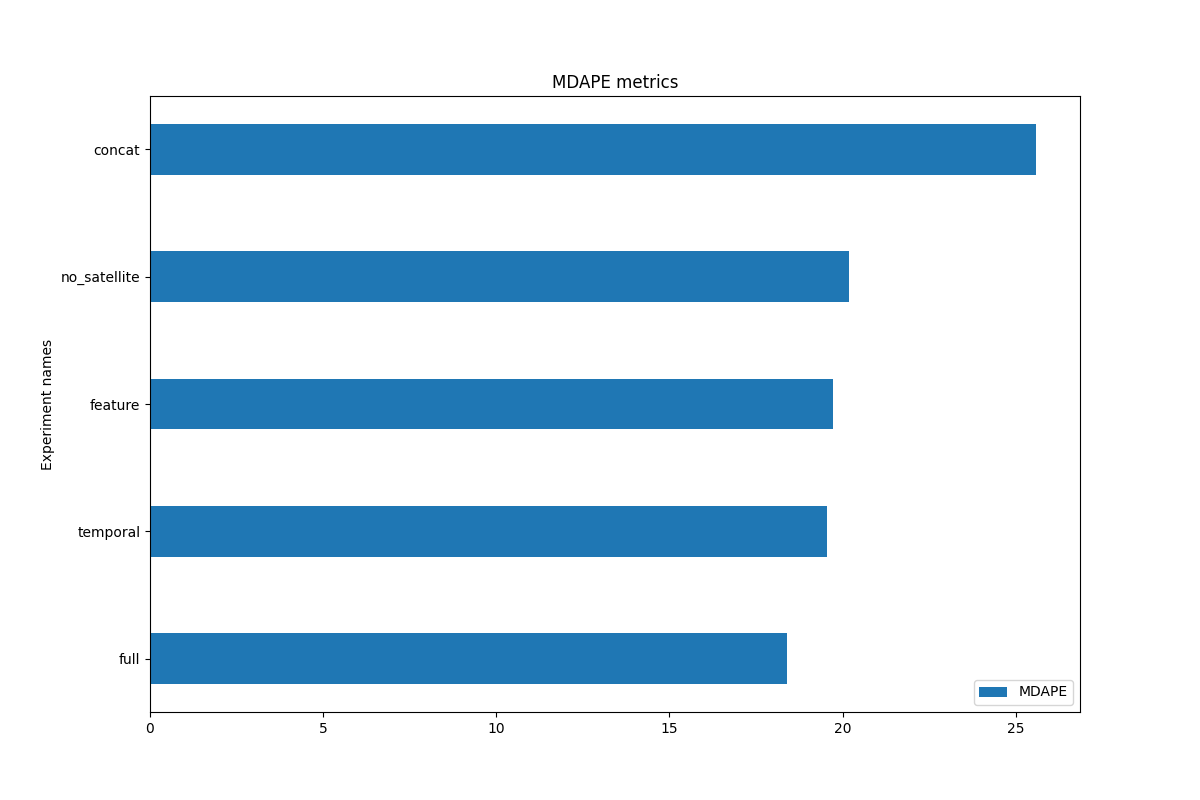 MDAPE metrics
Experiment names
concat
no_satellite
feature
temporal
full
MDAPE
0 5 10 15 20 25